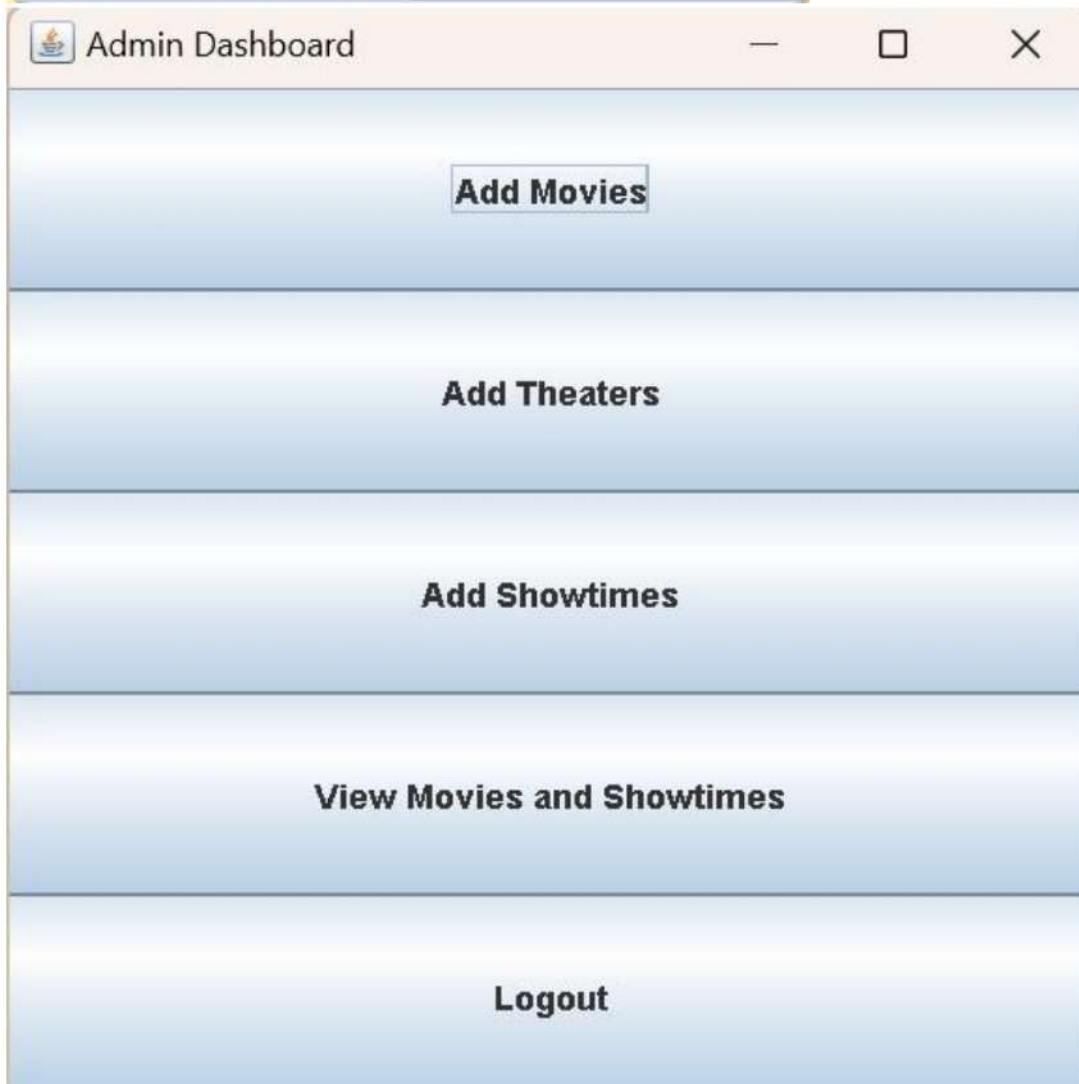 Admin Dashboard
Add Movies
Add Theaters
Add Showtimes
View Movies and Showtimes
Logout